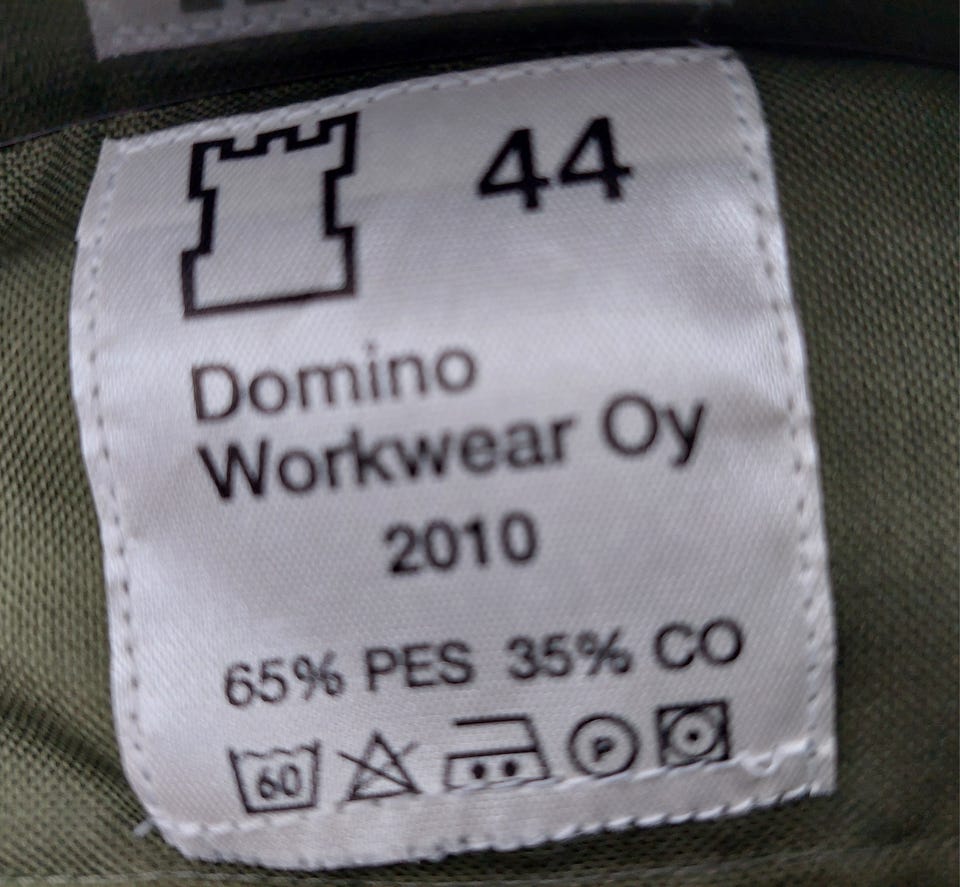 44
Domino
Workwear Oy
2010
65% PES 35% CO
60 P